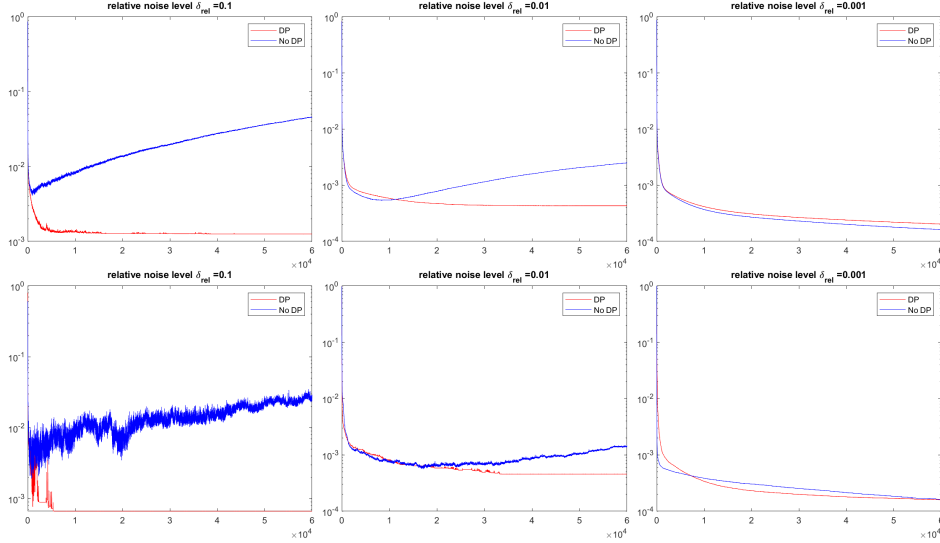 relative noise level δrel =0.1
10^0
10^-1
10^-2
10^-3
DP
No DP
0 1 2 3 4 5 6
×10^4
relative noise level δrel =0.01
10^0
10^-1
10^-2
10^-3
10^-4
DP
No DP
0 1 2 3 4 5 6
×10^4
relative noise level δrel =0.001
10^0
10^-1
10^-2
10^-3
10^-4
DP
No DP
0 1 2 3 4 5 6
×10^4
relative noise level δrel =0.1
10^0
10^-1
10^-2
10^-3
DP
No DP
0 1 2 3 4 5 6
×10^4
relative noise level δrel =0.01
10^0
10^-1
10^-2
10^-3
10^-4
DP
No DP
0 1 2 3 4 5 6
×10^4
relative noise level δrel =0.001
10^0
10^-1
10^-2
10^-3
10^-4
DP
No DP
0 1 2 3 4 5 6
×10^4